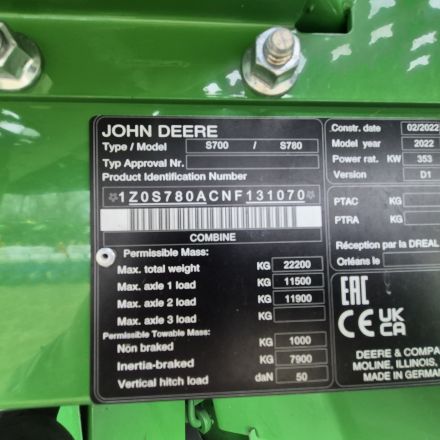 JOHN DEERE
Type / Model S700 / S780
Typ Approval Nr.
Product Identification Number
☆1Z0S780ACNF131070☆
COMBINE
Permissible Mass:
Max. total weight KG 22200
Max. axle 1 load KG 11500
Max. axle 2 load KG 11900
Max. axle 3 load KG
Permissible Towable Mass:
Non braked KG 1000
Inertia-braked KG 7900
Vertical hitch load daN 50
Constr. date 02/2022
Model year 2022
Power rat. KW 353
Version D1
PTAC
PTRA
Réception par la DREAL
Orléans le
EAC
CE UK CA
DEERE & COMPA
MOLINE, ILLINOIS,
MADE IN GERMAN